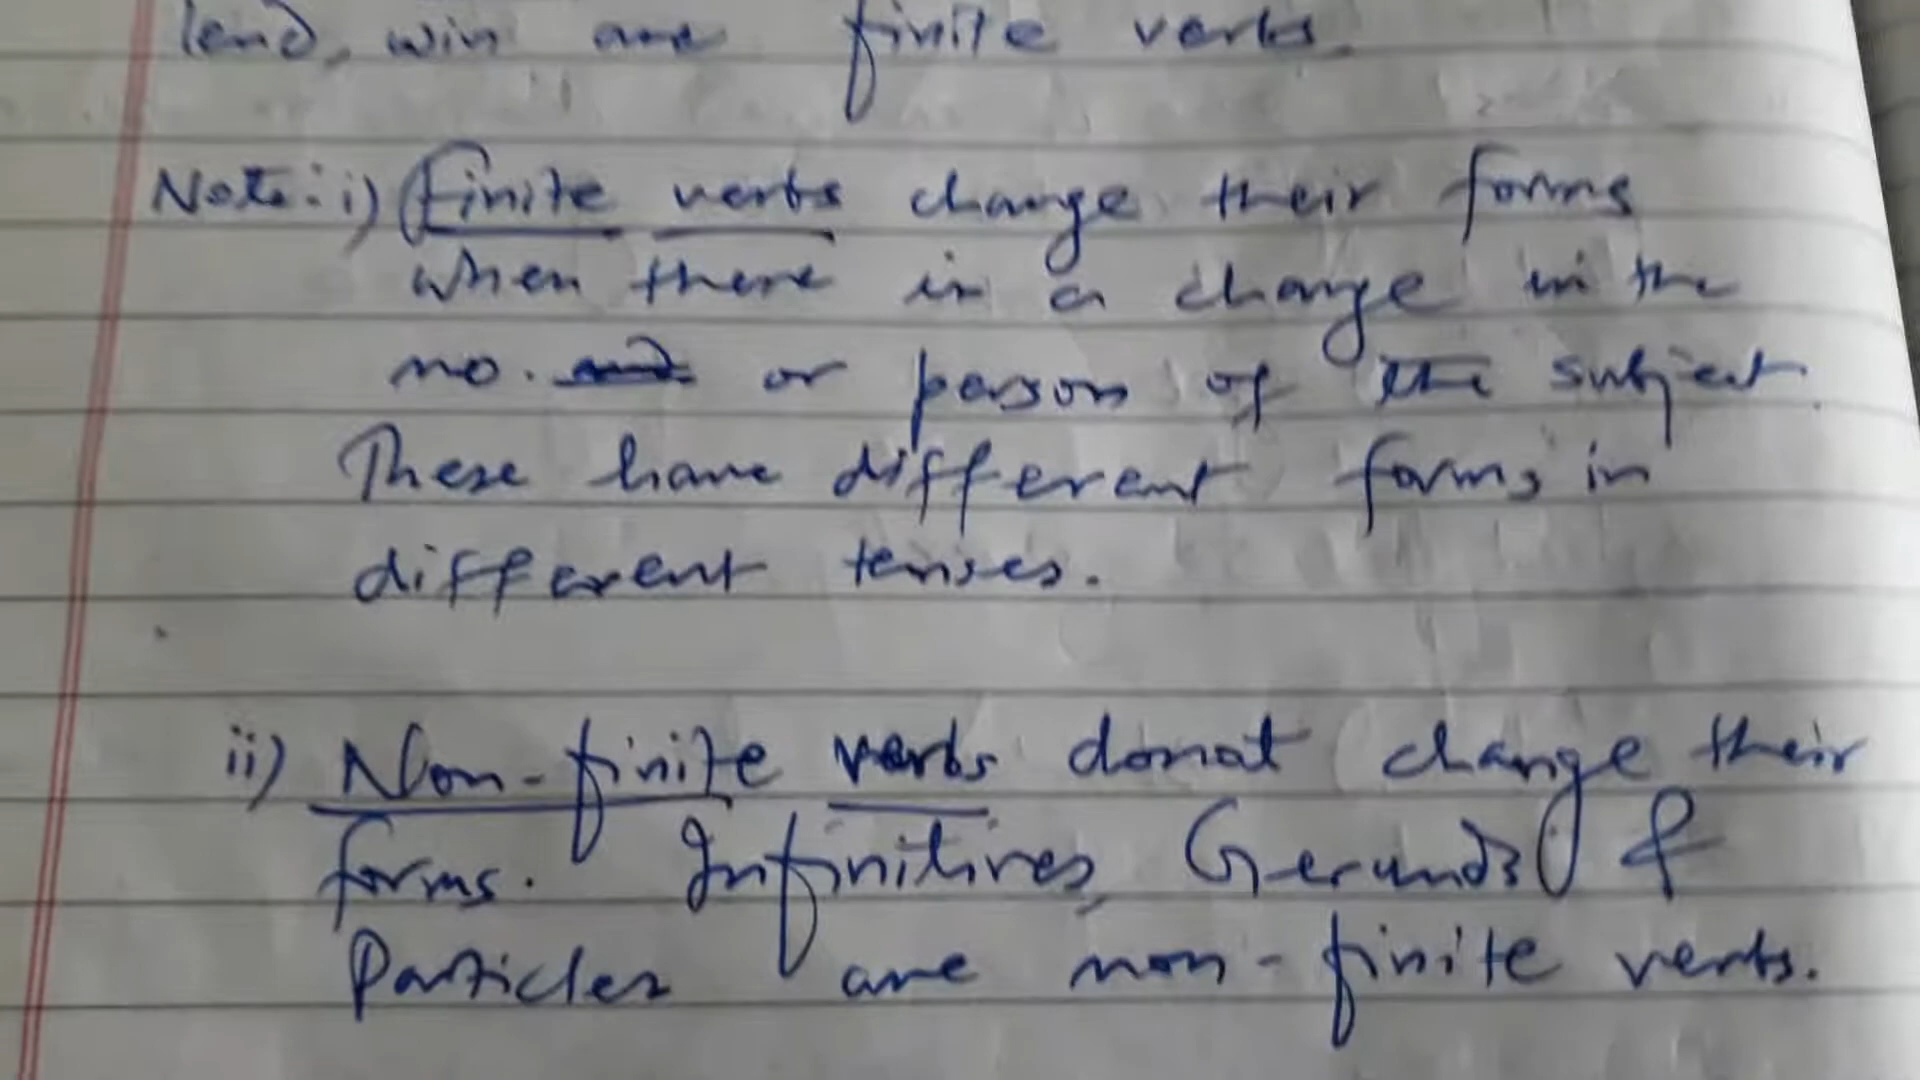 lend, win are finite verbs.
Note: i) Finite verbs change their forms
when there is a change in the
no. and or person of the subject.
These have different forms in
different tenses.
ii) Non-finite verbs donot change their
forms. Infinitives, Gerunds &
Particles are non-finite verbs.